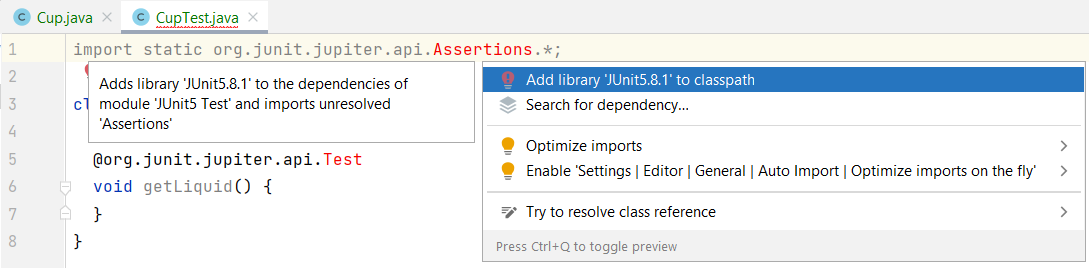 Cup.java
CupTest.java
1 import static org.junit.jupiter.api.Assertions.*;
2
3
4
5 @org.junit.jupiter.api.Test
6 void getLiquid() {
7 }
8 }
Adds library 'JUnit5.8.1' to the dependencies of
module 'JUnit5 Test' and imports unresolved
'Assertions'
Add library 'JUnit5.8.1' to classpath
Search for dependency...
Optimize imports
Enable 'Settings | Editor | General | Auto Import | Optimize imports on the fly'
Try to resolve class reference
Press Ctrl+Q to toggle preview